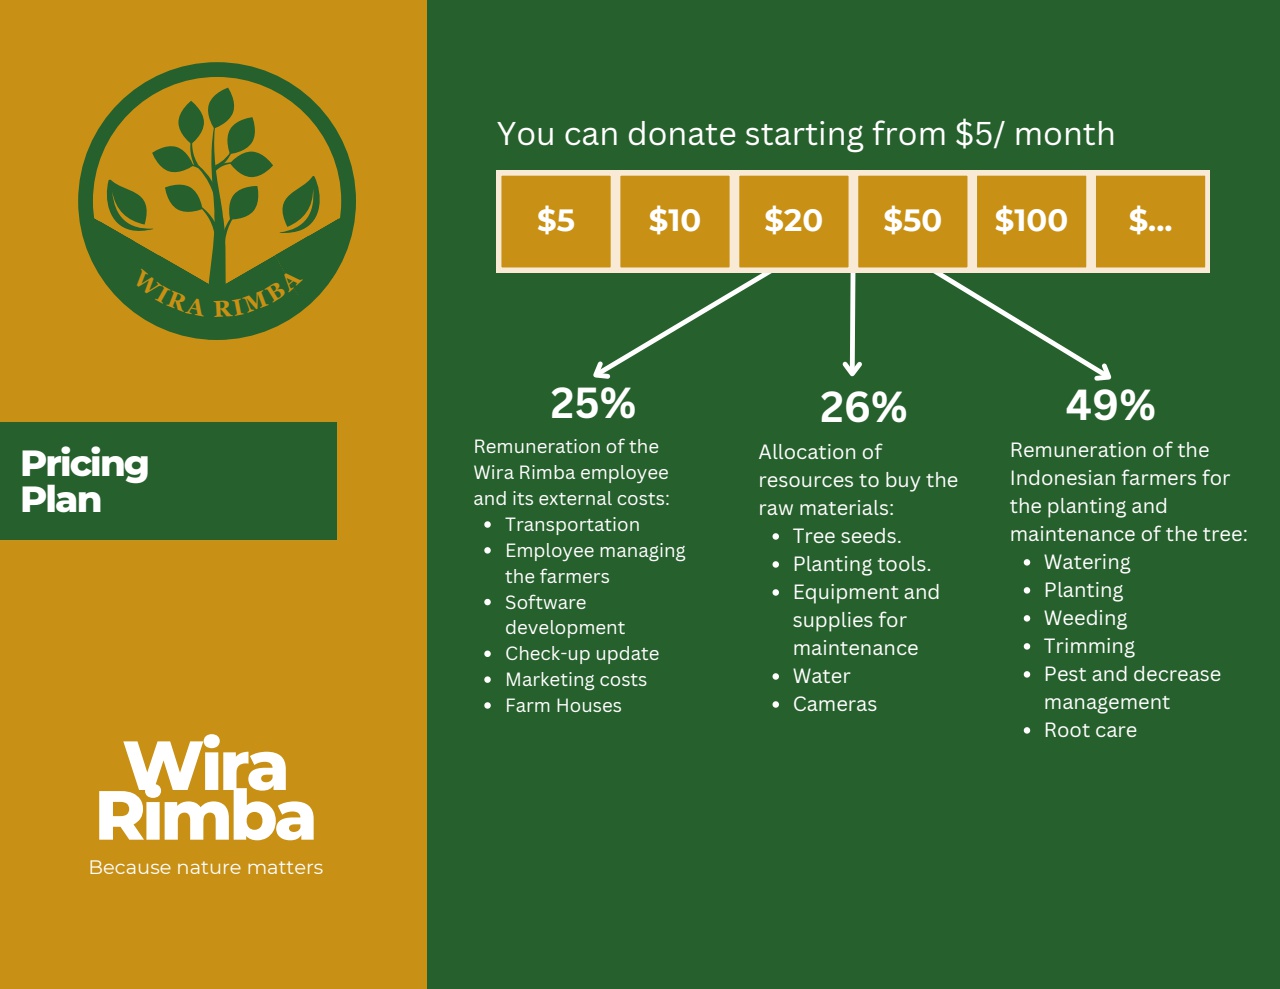 WIRA RIMBA
Pricing
Plan
Wira
Rimba
Because nature matters
You can donate starting from $5/ month
$5 $10 $20 $50 $100 $...
25%
Remuneration of the
Wira Rimba employee
and its external costs:
• Transportation
• Employee managing
the farmers
• Software
development
• Check-up update
• Marketing costs
• Farm Houses
26%
Allocation of
resources to buy the
raw materials:
• Tree seeds.
• Planting tools.
• Equipment and
supplies for
maintenance
• Water
• Cameras
49%
Remuneration of the
Indonesian farmers for
the planting and
maintenance of the tree:
• Watering
• Planting
• Weeding
• Trimming
• Pest and decrease
management
• Root care